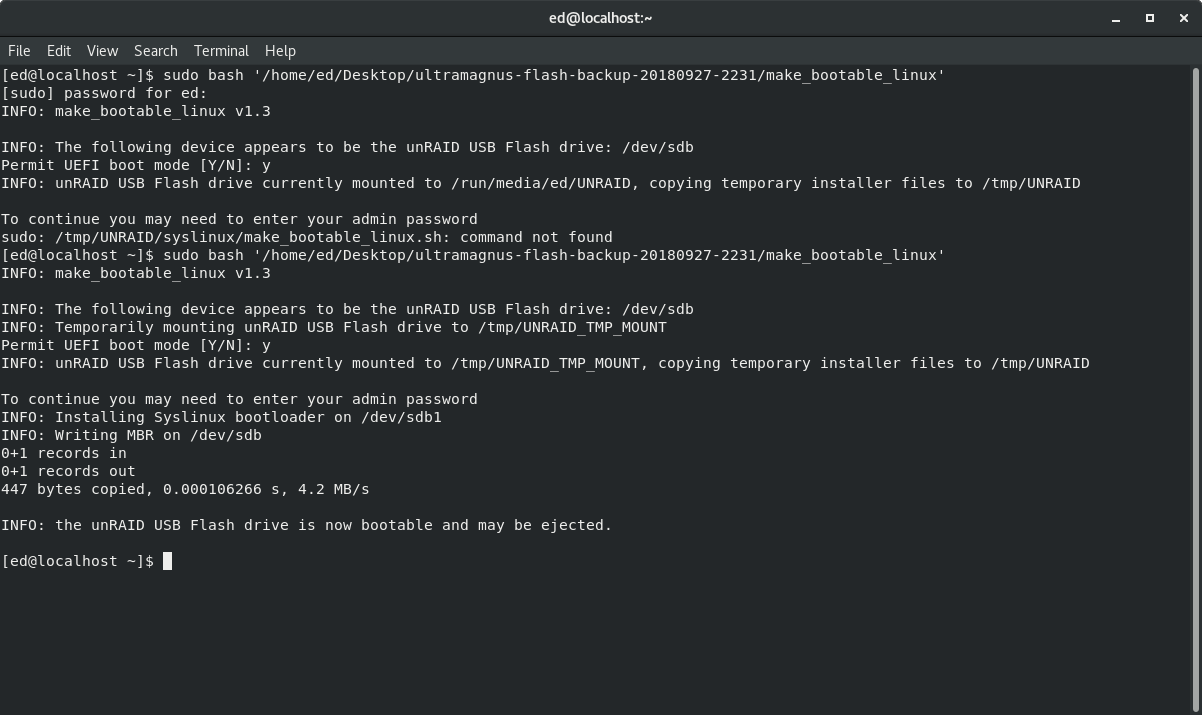 ed@localhost:~
File Edit View Search Terminal Help
[ed@localhost ~]$ sudo bash '/home/ed/Desktop/ultramagnus-flash-backup-20180927-2231/make_bootable_linux'
[sudo] password for ed:
INFO: make_bootable_linux v1.3
INFO: The following device appears to be the unRAID USB Flash drive: /dev/sdb
Permit UEFI boot mode [Y/N]: y
INFO: unRAID USB Flash drive currently mounted to /run/media/ed/UNRAID, copying temporary installer files to /tmp/UNRAID
To continue you may need to enter your admin password
sudo: /tmp/UNRAID/syslinux/make_bootable_linux.sh: command not found
[ed@localhost ~]$ sudo bash '/home/ed/Desktop/ultramagnus-flash-backup-20180927-2231/make_bootable_linux'
INFO: make_bootable_linux v1.3
INFO: The following device appears to be the unRAID USB Flash drive: /dev/sdb
INFO: Temporarily mounting unRAID USB Flash drive to /tmp/UNRAID_TMP_MOUNT
Permit UEFI boot mode [Y/N]: y
INFO: unRAID USB Flash drive currently mounted to /tmp/UNRAID_TMP_MOUNT, copying temporary installer files to /tmp/UNRAID
To continue you may need to enter your admin password
INFO: Installing Syslinux bootloader on /dev/sdb1
INFO: Writing MBR on /dev/sdb
0+1 records in
0+1 records out
447 bytes copied, 0.000106266 s, 4.2 MB/s
INFO: the unRAID USB Flash drive is now bootable and may be ejected.
[ed@localhost ~]$